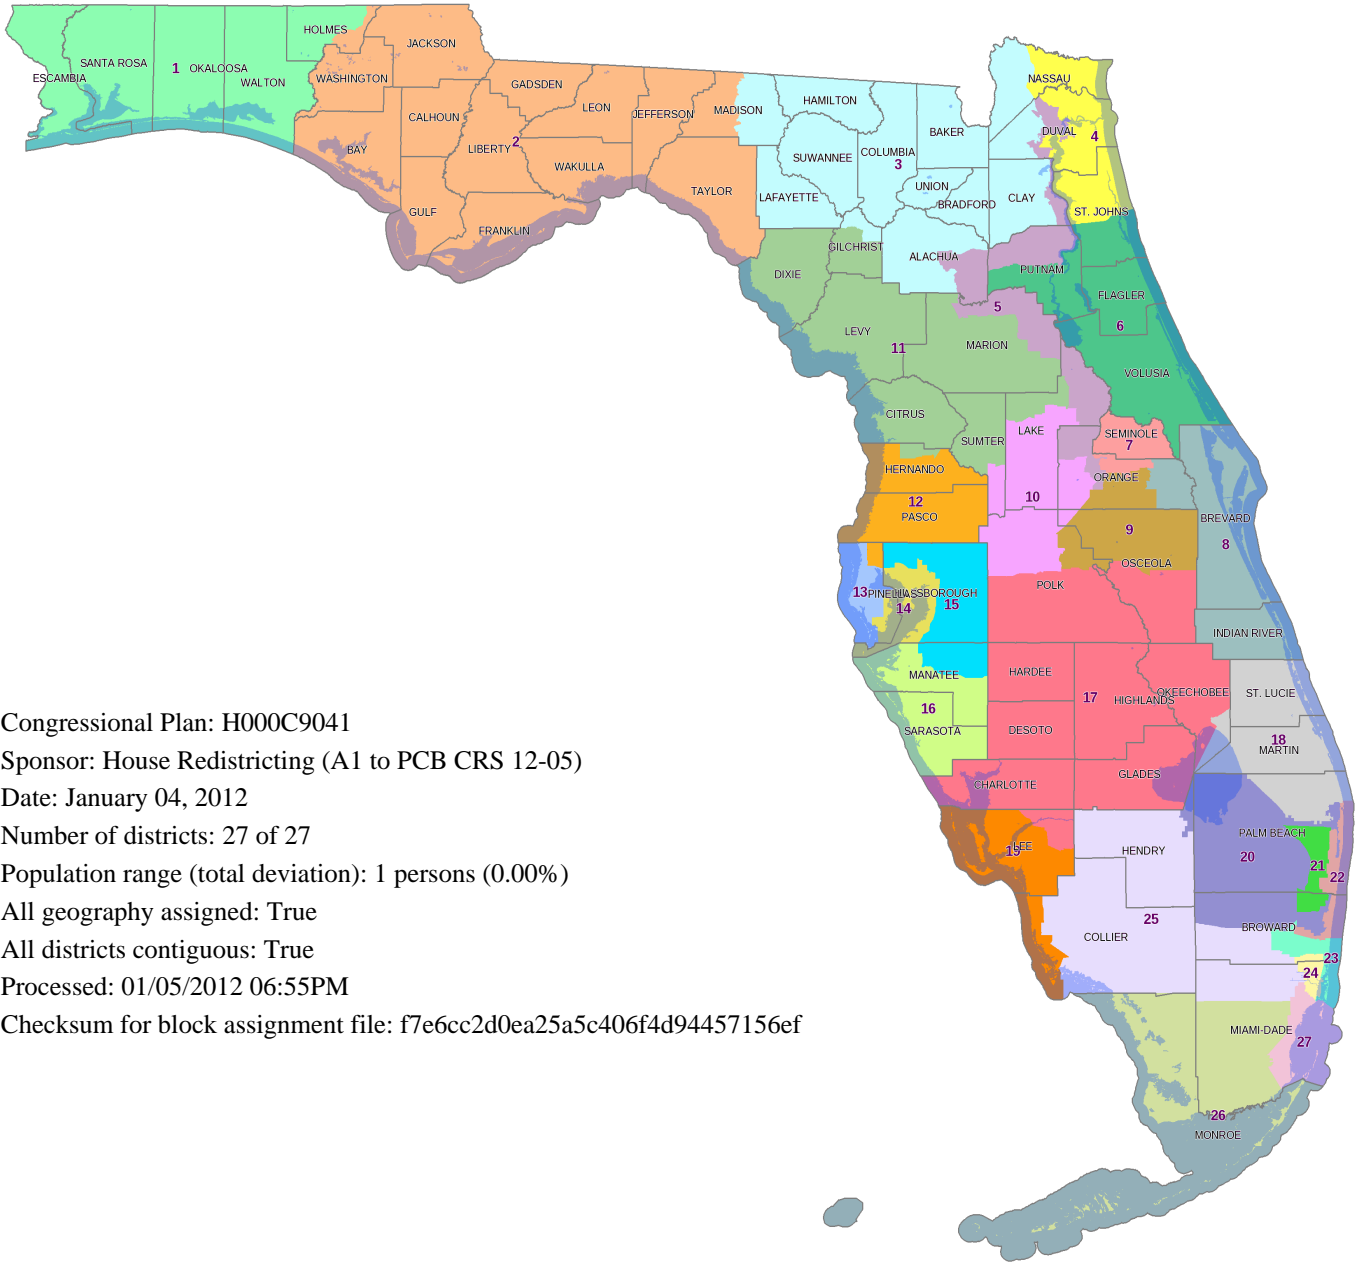 HOLMES
JACKSON
SANTA ROSA
1
OKALOOSA
ESCAMBIA
WALTON
WASHINGTON
GADSDEN
LEON
JEFFERSON
MADISON
HAMILTON
NASSAU
CALHOUN
BAY
LIBERTY
2
WAKULLA
TAYLOR
GULF
FRANKLIN
SUWANNEE
COLUMBIA
3
BAKER
DUVAL
4
LAFAYETTE
UNION
BRADFORD
CLAY
ST. JOHNS
GILCHRIST
ALACHUA
DIXIE
PUTNAM
5
FLAGLER
6
LEVY
11
MARION
VOLUSIA
CITRUS
SUMTER
LAKE
SEMINOLE
7
HERNANDO
ORANGE
12
PASCO
10
9
OSCEOLA
BREVARD
8
13
PINELLAS
HILLSBOROUGH
14
15
POLK
INDIAN RIVER
MANATEE
HARDEE
OKEECHOBEE
ST. LUCIE
16
17
HIGHLANDS
SARASOTA
DESOTO
18
MARTIN
CHARLOTTE
GLADES
19
LEE
HENDRY
PALM BEACH
20
21
22
25
COLLIER
BROWARD
23
24
MIAMI-DADE
27
26
MONROE
Congressional Plan: H000C9041
Sponsor: House Redistricting (A1 to PCB CRS 12-05)
Date: January 04, 2012
Number of districts: 27 of 27
Population range (total deviation): 1 persons (0.00%)
All geography assigned: True
All districts contiguous: True
Processed: 01/05/2012 06:55PM
Checksum for block assignment file: f7e6cc2d0ea25a5c406f4d94457156ef